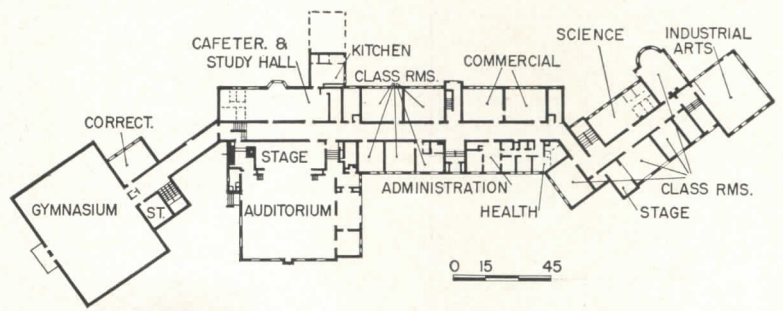 CAFETER. &
STUDY HALL
KITCHEN
CLASS RMS.
COMMERCIAL
SCIENCE
INDUSTRIAL
ARTS
CORRECT.
STAGE
GYMNASIUM
ST.
AUDITORIUM
ADMINISTRATION
HEALTH
CLASS RMS.
STAGE
0 15 45